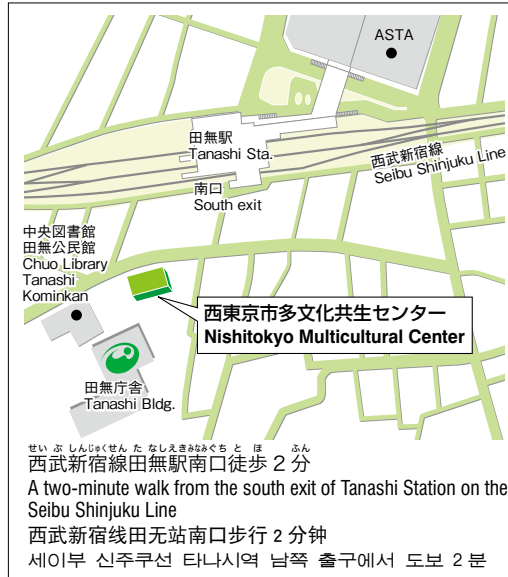 ASTA
田無駅
Tanashi Sta.
西武新宿線
Seibu Shinjuku Line
南口
South exit
中央図書館
田無公民館
Chuo Library
Tanashi
Kominkan
西東京市多文化共生センター
Nishitokyo Multicultural Center
田無庁舎
Tanashi Bldg.
せいぶしんじゅくせんたなしえきみなみぐちとほふん
西武新宿線田無駅南口徒歩2分
A two-minute walk from the south exit of Tanashi Station on the
Seibu Shinjuku Line
西武新宿线田无站南口步行2分钟
세이부 신주쿠선 타나시역 남쪽 출구에서 도보 2분